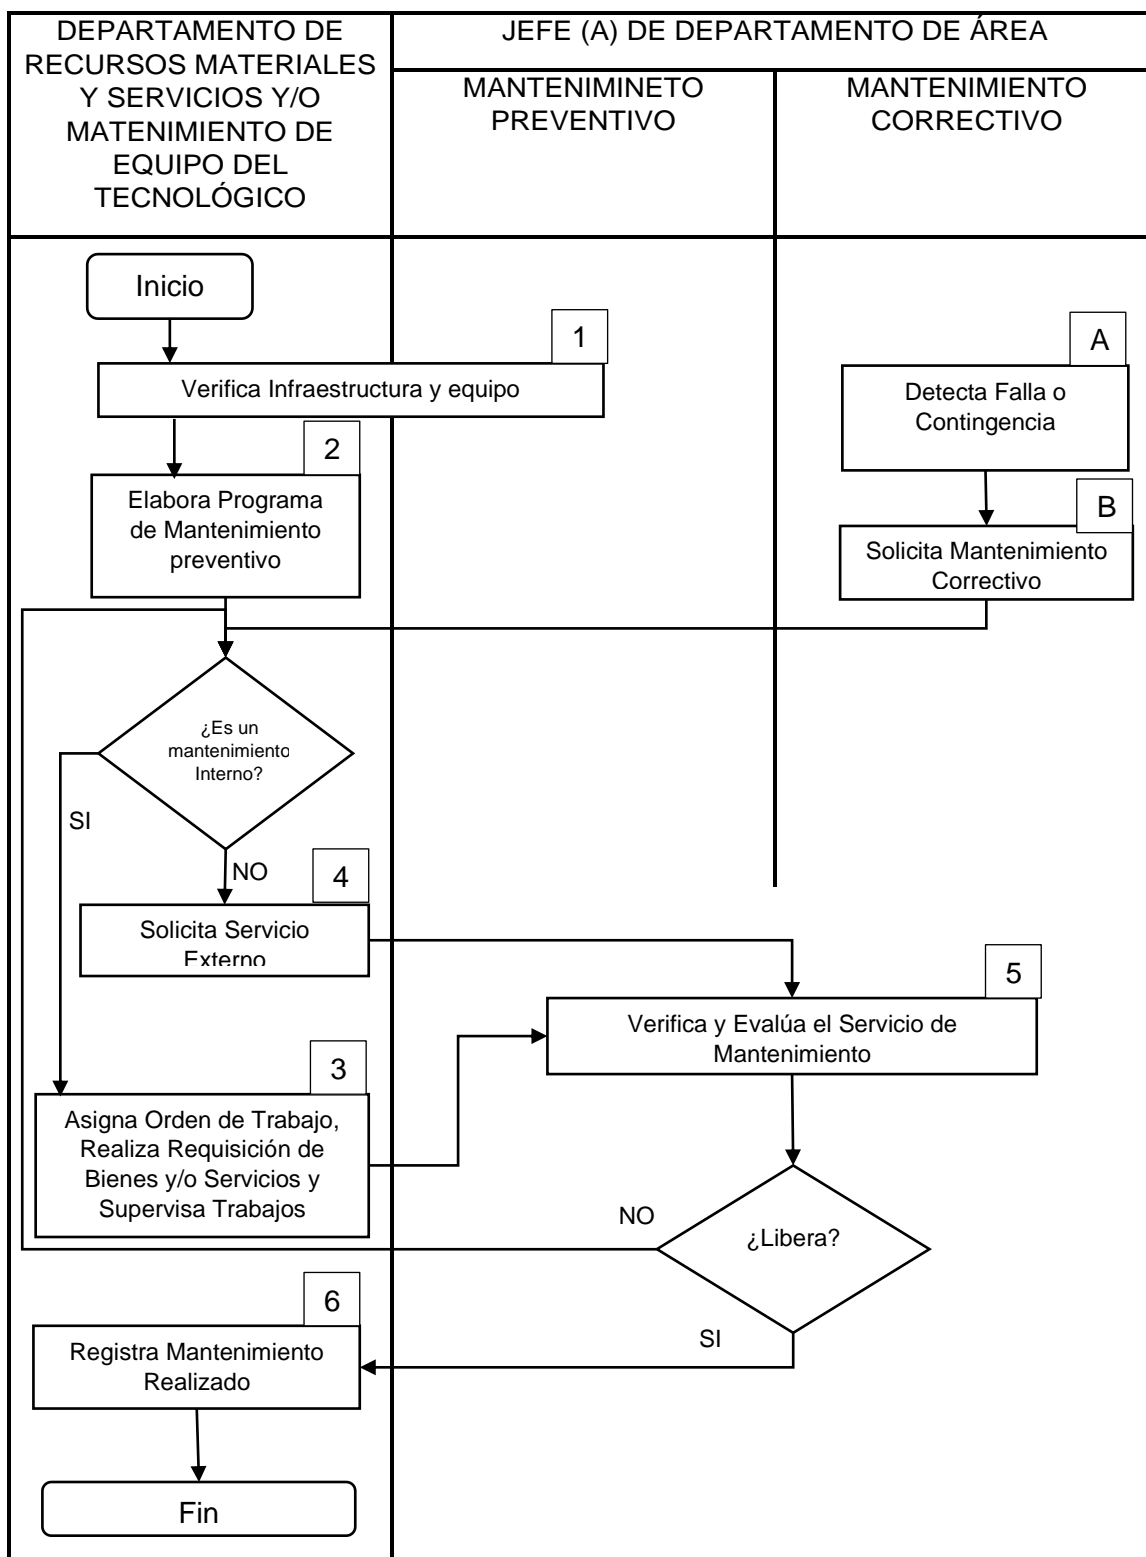 DEPARTAMENTO DE
RECURSOS MATERIALES
Y SERVICIOS Y/O
MATENIMIENTO DE
EQUIPO DEL
TECNOLÓGICO
JEFE (A) DE DEPARTAMENTO DE ÁREA
MANTENIMINETO
PREVENTIVO
MANTENIMIENTO
CORRECTIVO
Inicio
1
Verifica Infraestructura y equipo
A
Detecta Falla o
Contingencia
2
Elabora Programa
de Mantenimiento
preventivo
B
Solicita Mantenimiento
Correctivo
¿Es un
mantenimiento
Interno?
SI
NO
4
Solicita Servicio
Externo
5
Verifica y Evalúa el Servicio de
Mantenimiento
3
Asigna Orden de Trabajo,
Realiza Requisición de
Bienes y/o Servicios y
Supervisa Trabajos
NO
¿Libera?
SI
6
Registra Mantenimiento
Realizado
Fin